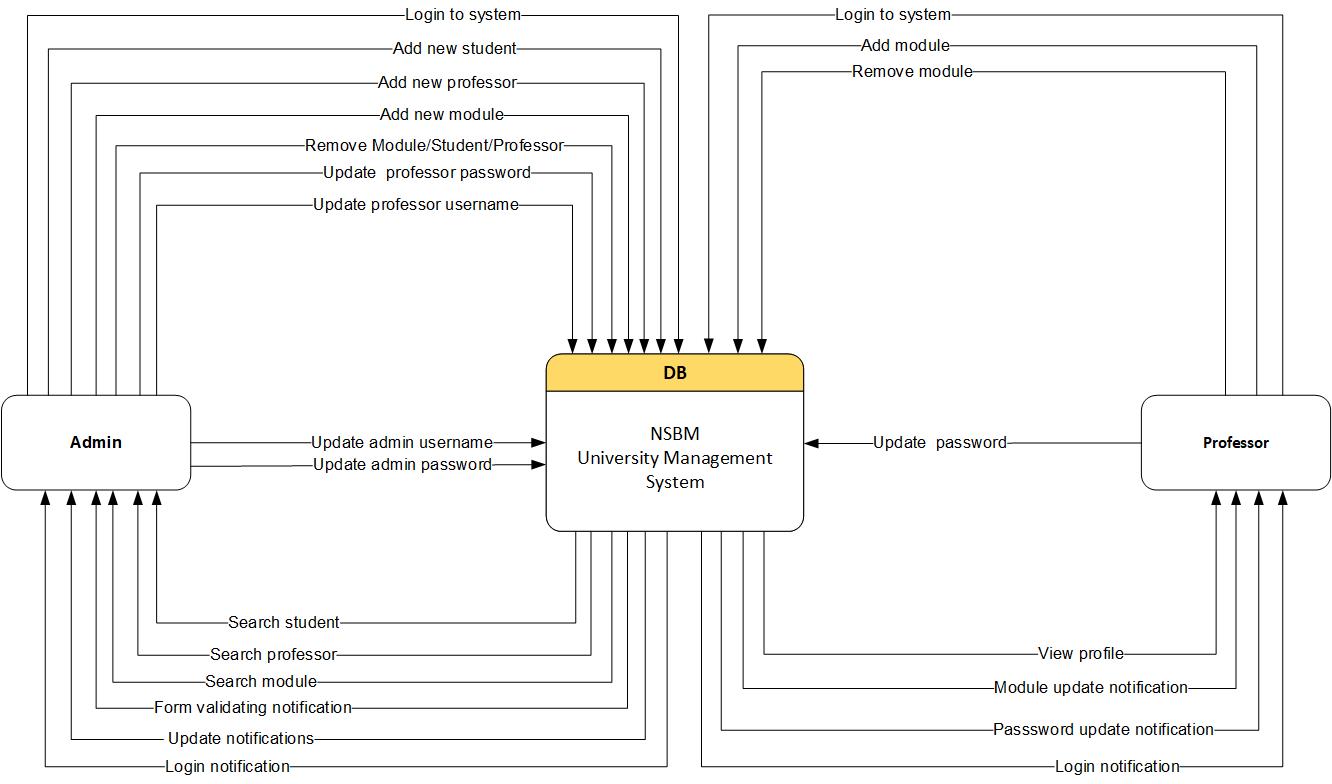 Login to system
Login to system
Add new student
Add module
Add new professor
Remove module
Add new module
Remove Module/Student/Professor
Update  professor password
Update professor username
DB
NSBM
University Management
System
Admin
Update admin username
Update admin password
Update  password
Professor
Search student
Search professor
Search module
Form validating notification
Update notifications
Login notification
View profile
Module update notification
Passsword update notification
Login notification